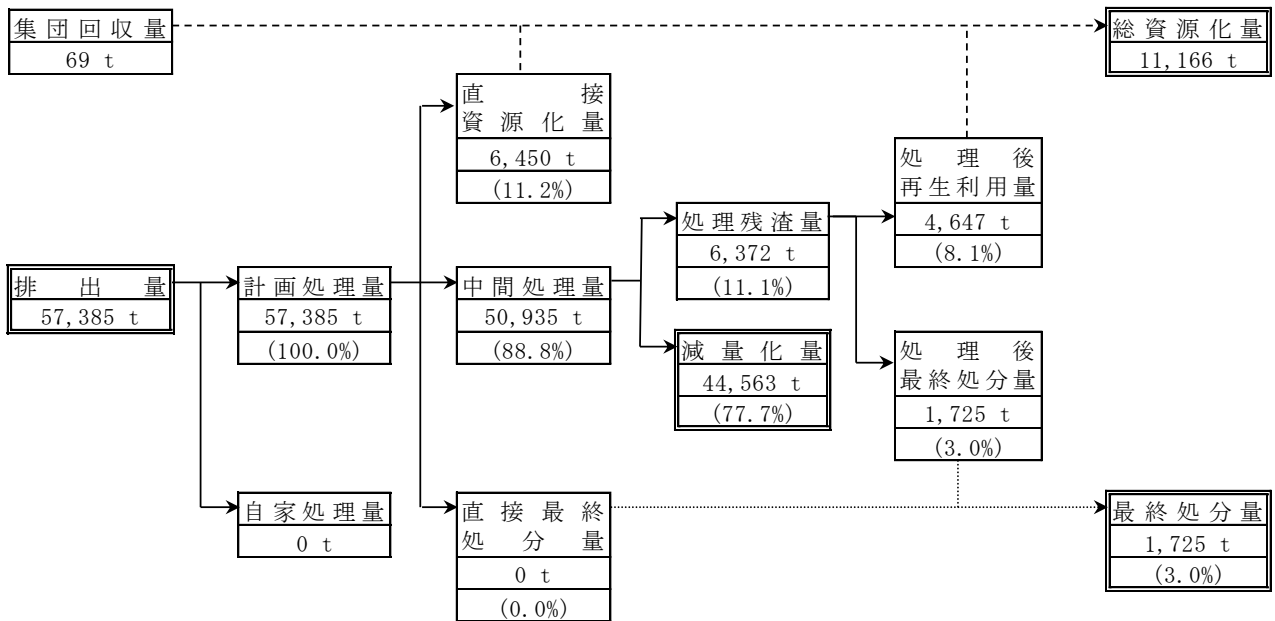 集団回収量
69 t
総資源化量
11,166 t
直接
資源化量
6,450 t
(11.2%)
処理後
再生利用量
4,647 t
(8.1%)
処理残渣量
6,372 t
(11.1%)
排出量
57,385 t
計画処理量
57,385 t
(100.0%)
中間処理量
50,935 t
(88.8%)
減量化量
44,563 t
(77.7%)
処理後
最終処分量
1,725 t
(3.0%)
自家処理量
0 t
直接最終
処分量
0 t
(0.0%)
最終処分量
1,725 t
(3.0%)